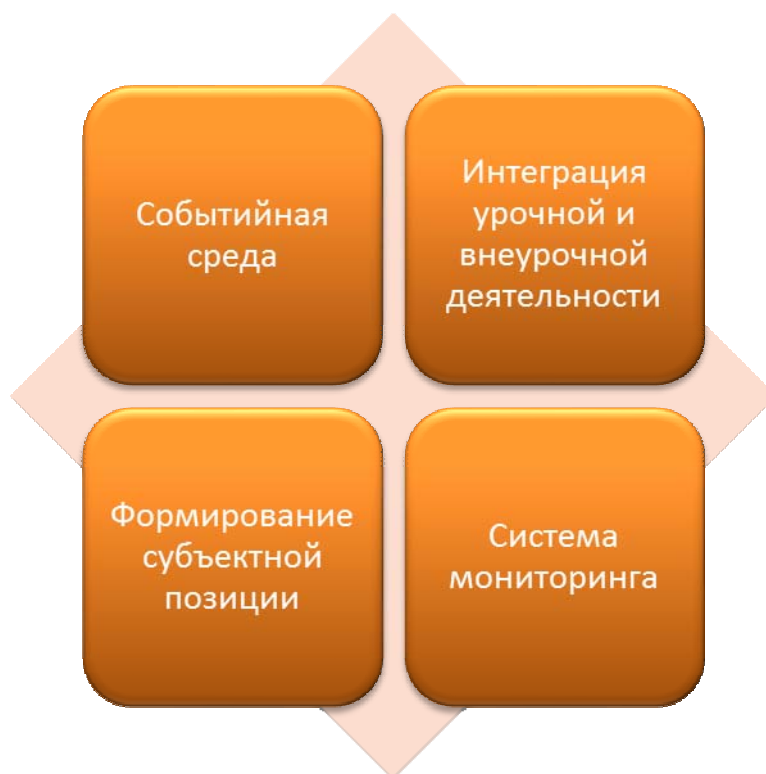 Событийная
среда
Интеграция
урочной и
внеурочной
деятельности
Формирование
субъектной
позиции
Система
мониторинга